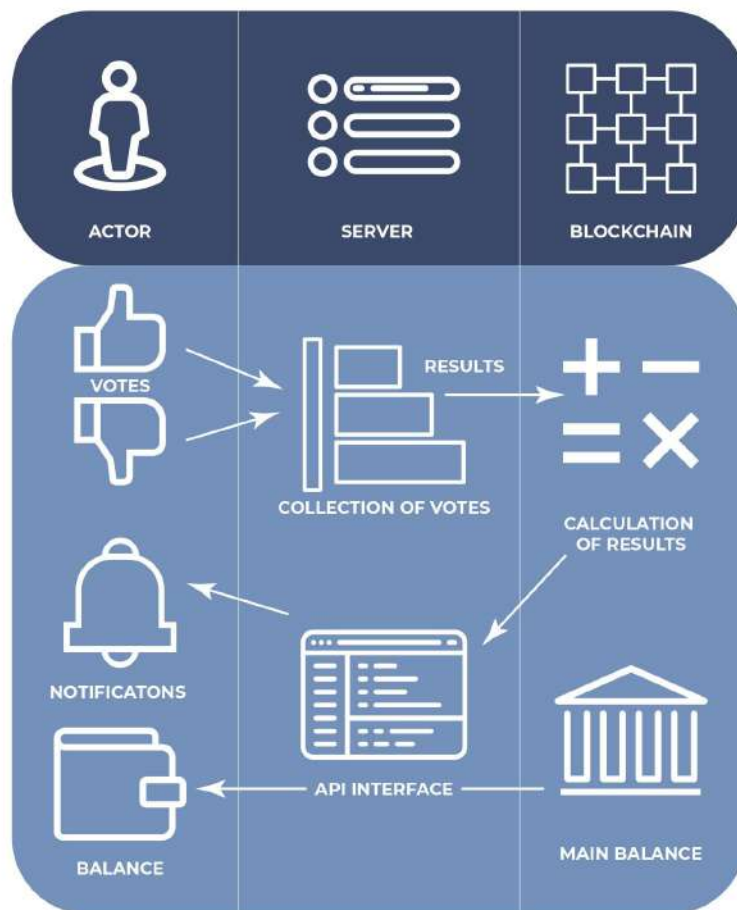 ACTOR
SERVER
BLOCKCHAIN
VOTES
RESULTS
COLLECTION OF VOTES
CALCULATION
OF RESULTS
NOTIFICATONS
API INTERFACE
BALANCE
MAIN BALANCE